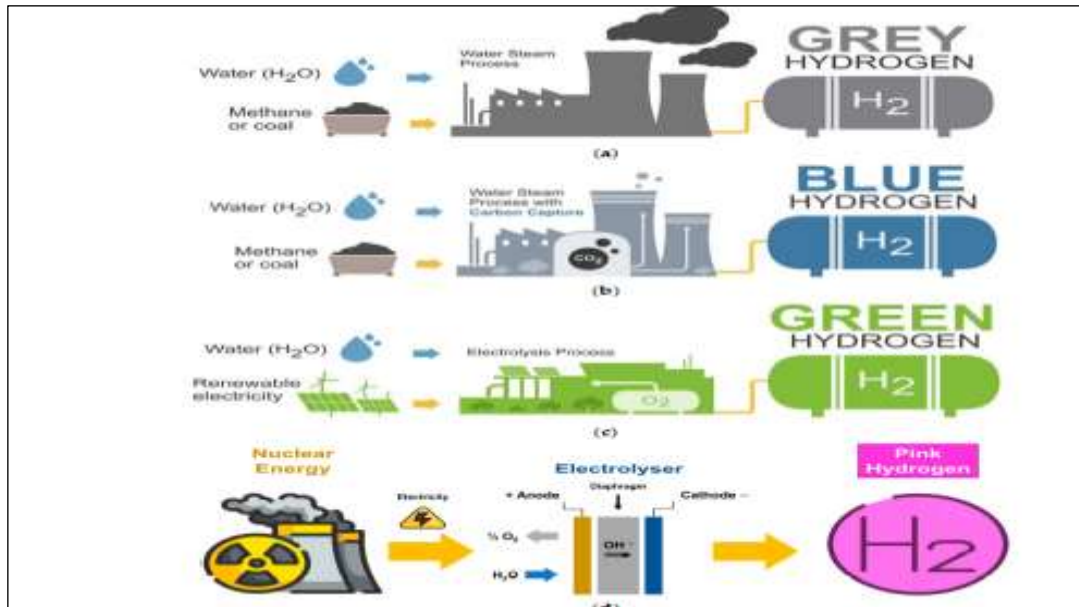 GREY
HYDROGEN
Water Steam
Process
Water (H₂O)
H₂
Methane
or coal
(a)
BLUE
HYDROGEN
Water Steam
Process with
Carbon Capture
Water (H₂O)
H₂
Methane
or coal
CO₂
(b)
GREEN
HYDROGEN
Water (H₂O)
Electrolysis Process
Renewable
electricity
H₂
O₂
(c)
Nuclear
Energy
Electrolyser
Pink
Hydrogen
Electricity
Diaphragm
+ Anode
Cathode –
½ O₂
OH⁻
H₂O
H₂
(d)